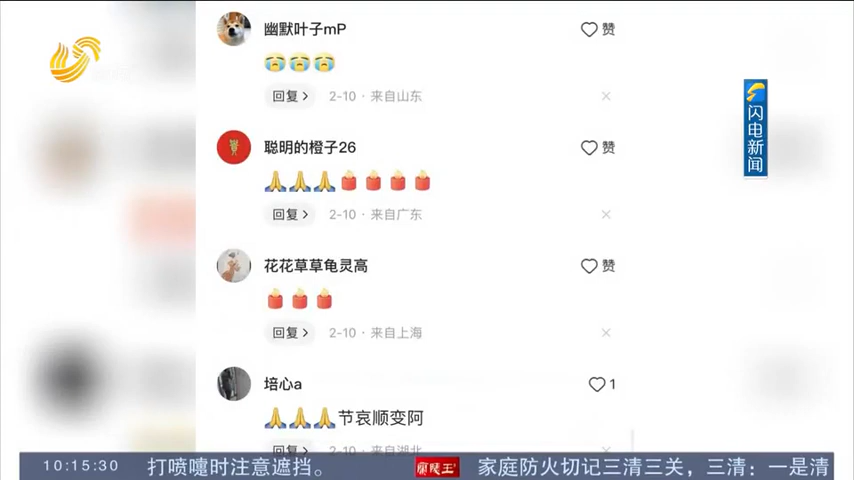 幽默叶子mP
赞
回复 >
2-10 · 来自山东
×
闪电新闻
聪明的橙子26
赞
回复 >
2-10 · 来自广东
×
花花草草龟灵高
赞
回复 >
2-10 · 来自上海
×
培心a
1
节哀顺变阿
回复 >
2-10 · 来自湖北
10:15:30
打喷嚏时注意遮挡。
兰陵王
家庭防火切记三清三关，三清：一是清